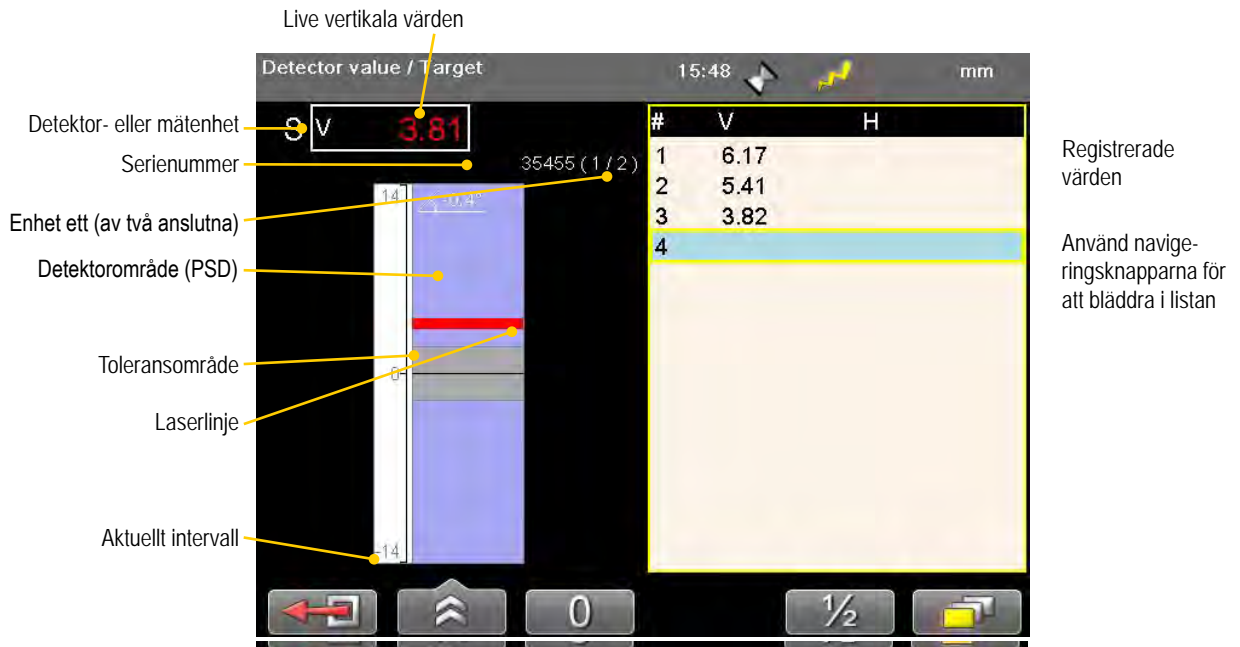 Live vertikala värden
Detector value / Target
15:48
mm
Detektor- eller mätenhet
S V 3.81
Serienummer
35455 ( 1 / 2 )
Enhet ett (av två anslutna)
Detektorområde (PSD)
14
-0.4°
0
-14
Toleransområde
Laserlinje
Aktuellt intervall
# V H
1 6.17
2 5.41
3 3.82
4
Registrerade
värden
Använd navige-
ringsknapparna för
att bläddra i listan
0
½